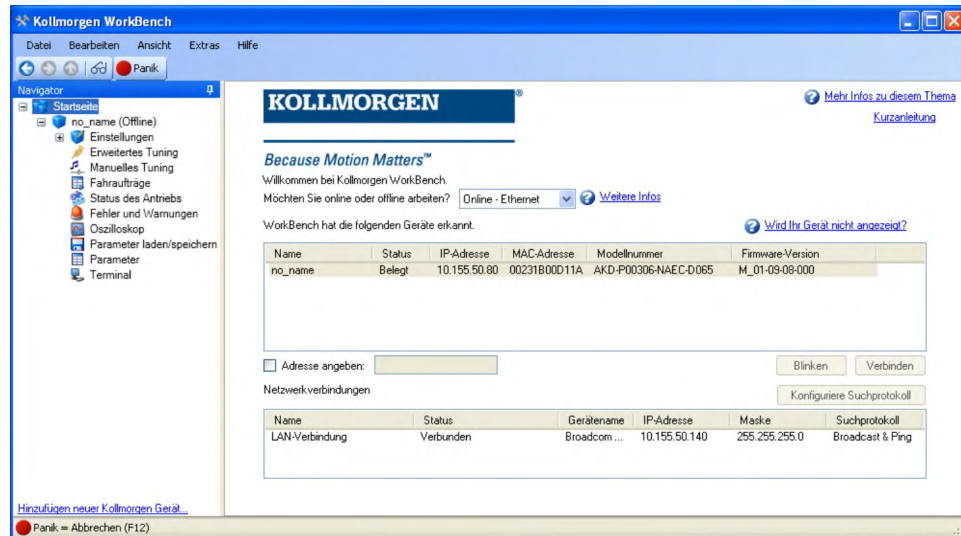 Kollmorgen WorkBench
Datei Bearbeiten Ansicht Extras Hilfe
Panik
Navigator
Startseite
no_name (Offline)
Einstellungen
Erweitertes Tuning
Manuelles Tuning
Fahraufträge
Status des Antriebs
Fehler und Warnungen
Oszilloskop
Parameter laden/speichern
Parameter
Terminal
Hinzufügen neuer Kollmorgen Gerät...
KOLLMORGEN®
Because Motion Matters™
Mehr Infos zu diesem Thema
Kurzanleitung
Willkommen bei Kollmorgen WorkBench.
Möchten Sie online oder offline arbeiten? Online - Ethernet Weitere Infos
WorkBench hat die folgenden Geräte erkannt. Wird Ihr Gerät nicht angezeigt?
Name Status IP-Adresse MAC-Adresse Modellnummer Firmware-Version
no_name Belegt 10.155.50.80 00231B00D11A AKD-P00306-NAEC-D065 M_01-09-08-000
Adresse angeben: Blinken Verbinden
Netzwerkverbindungen Konfiguriere Suchprotokoll
Name Status Gerätename IP-Adresse Maske Suchprotokoll
LAN-Verbindung Verbunden Broadcom ... 10.155.50.140 255.255.255.0 Broadcast & Ping
Panik = Abbrechen (F12)